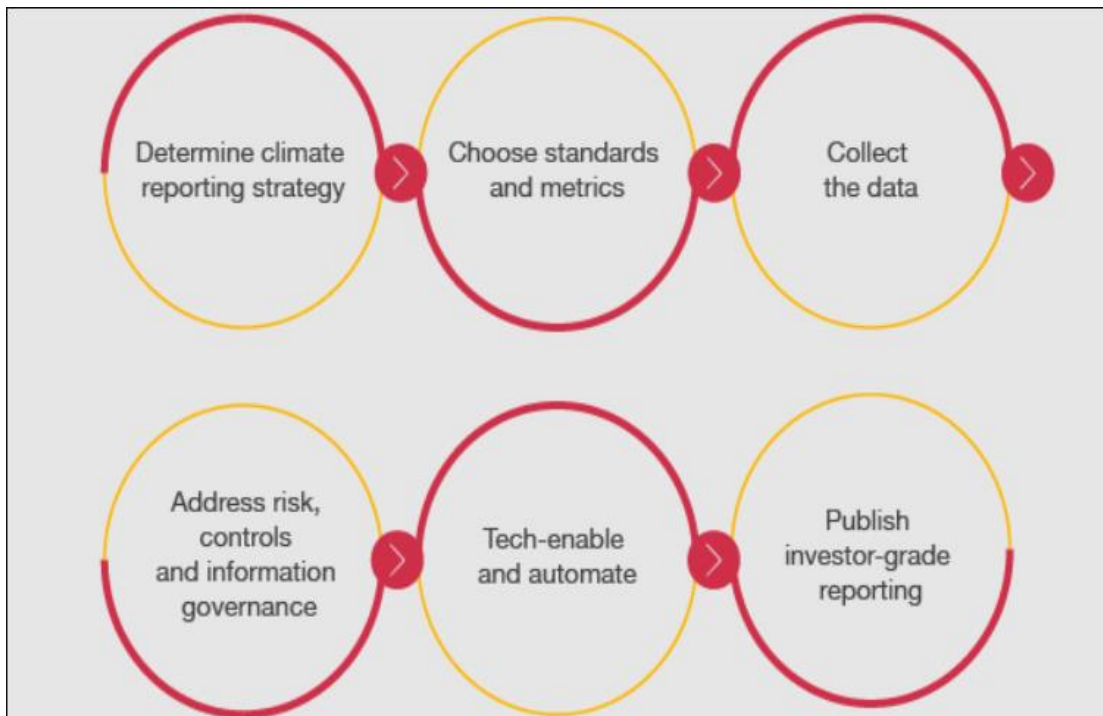 Determine climate
reporting strategy
Choose standards
and metrics
Collect
the data
Address risk,
controls
and information
governance
Tech-enable
and automate
Publish
investor-grade
reporting